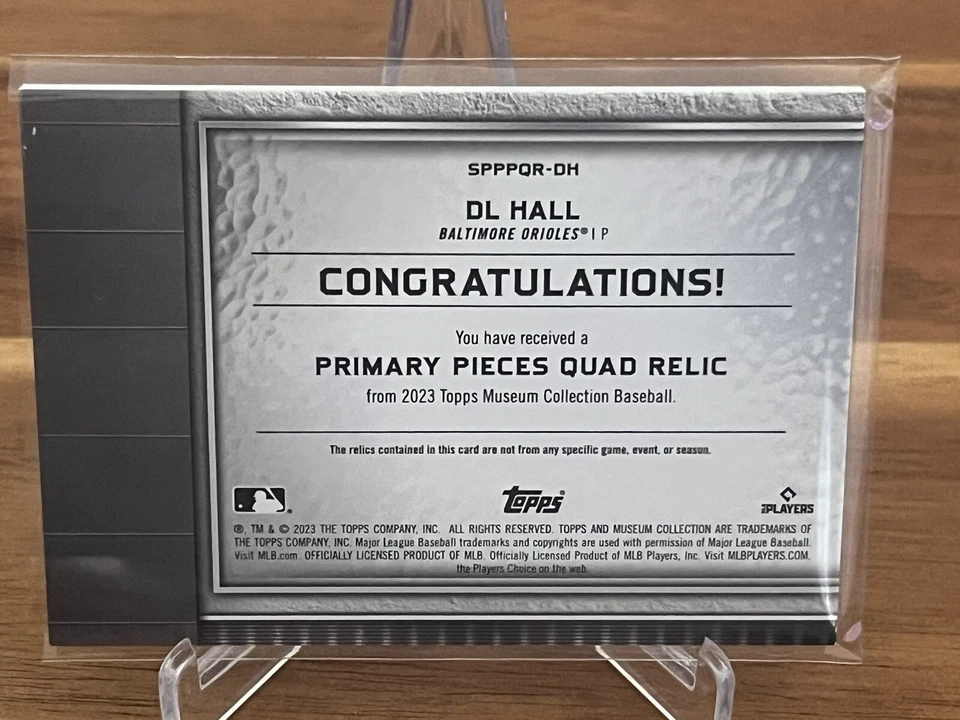 SPPPQR-DH
DL HALL
BALTIMORE ORIOLES® | P
CONGRATULATIONS!
You have received a
PRIMARY PIECES QUAD RELIC
from 2023 Topps Museum Collection Baseball.
The relics contained in this card are not from any specific game, event, or season.
topps® PLAYERS
®, TM & © 2023 THE TOPPS COMPANY, INC. ALL RIGHTS RESERVED. TOPPS AND MUSEUM COLLECTION ARE TRADEMARKS OF
THE TOPPS COMPANY, INC. Major League Baseball trademarks and copyrights are used with permission of Major League Baseball.
Visit MLB.com. OFFICIALLY LICENSED PRODUCT OF MLB. Officially Licensed Product of MLB Players, Inc. Visit MLBPLAYERS.COM,
the Players Choice on the web.